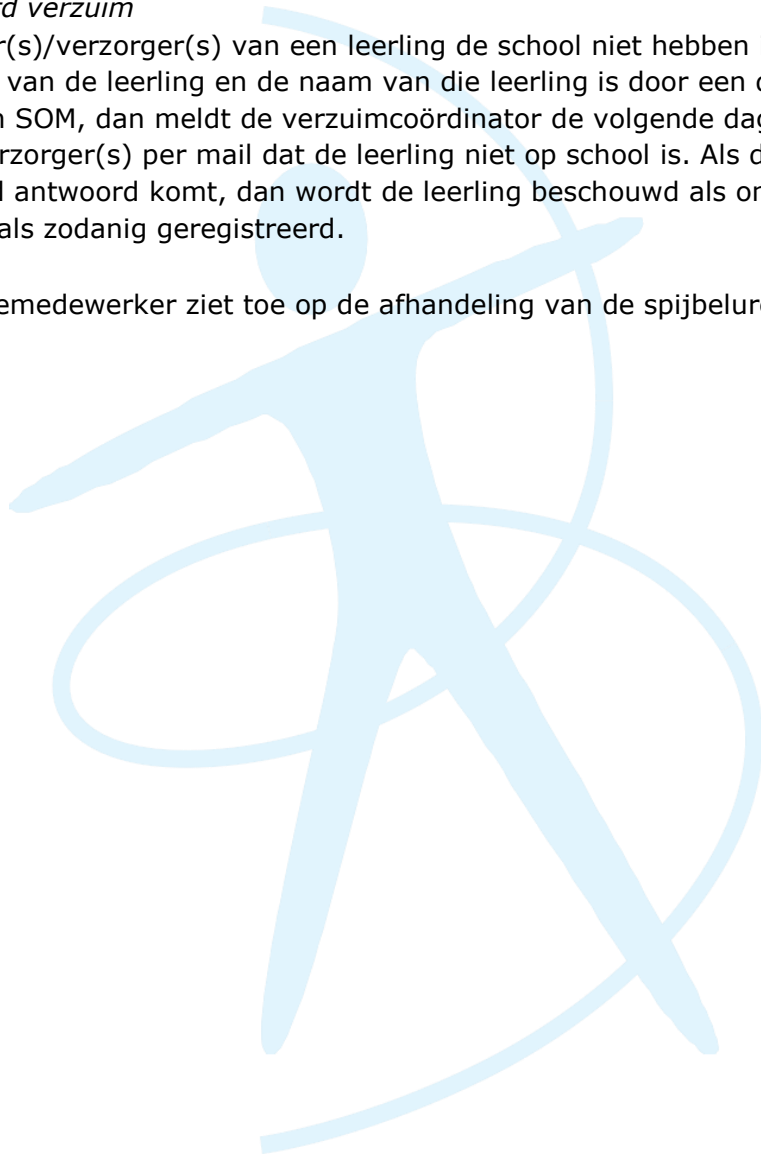 rd verzuim
r(s)/verzorger(s) van een leerling de school niet hebben
van de leerling en de naam van die leerling is door een
n SOM, dan meldt de verzuimcoördinator de volgende dag
rzorger(s) per mail dat de leerling niet op school is. Als d
l antwoord komt, dan wordt de leerling beschouwd als on
als zodanig geregistreerd.
emedewerker ziet toe op de afhandeling van de spijbelure